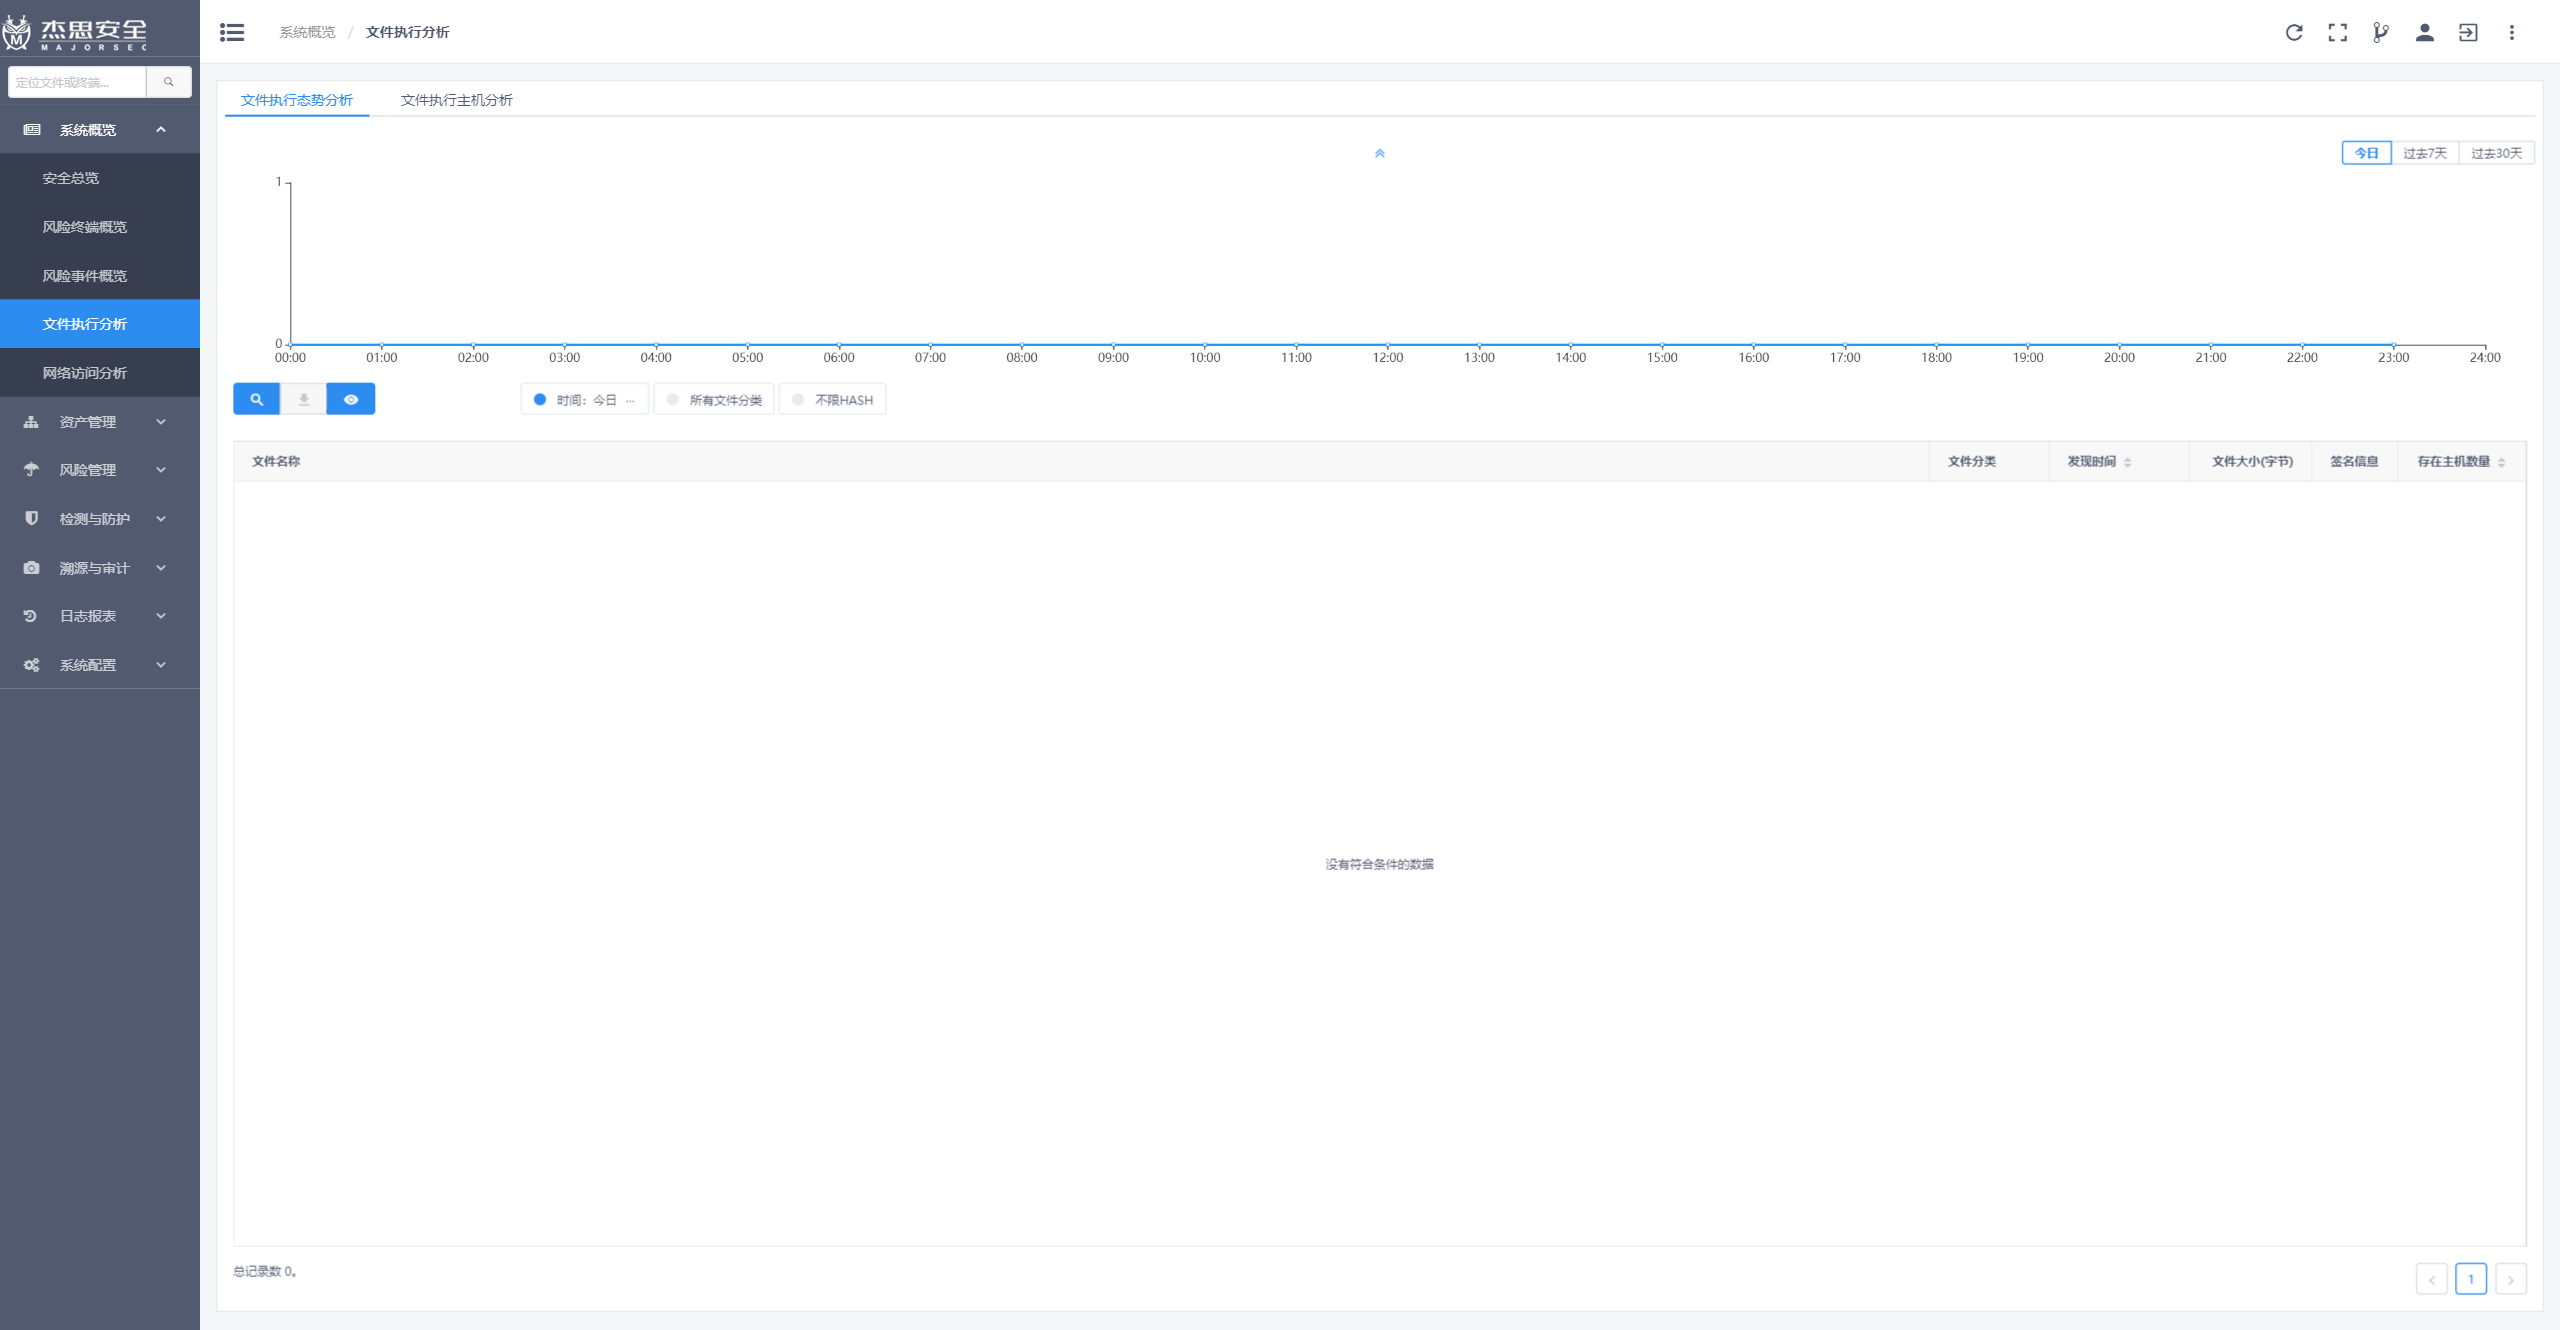 杰思安全
MAJORSEC
定位文件或终端...
系统概览
安全总览
风险终端概览
风险事件概览
文件执行分析
网络访问分析
资产管理
风险管理
检测与防护
溯源与审计
日志报表
系统配置
系统概览 / 文件执行分析
文件执行态势分析 文件执行主机分析
今日 过去7天 过去30天
1
0
00:00 01:00 02:00 03:00 04:00 05:00 06:00 07:00 08:00 09:00 10:00 11:00 12:00 13:00 14:00 15:00 16:00 17:00 18:00 19:00 20:00 21:00 22:00 23:00 24:00
时间：今日 ... 所有文件分类 不限HASH
文件名称 文件分类 发现时间 文件大小(字节) 签名信息 存在主机数量
没有符合条件的数据
总记录数 0。
1